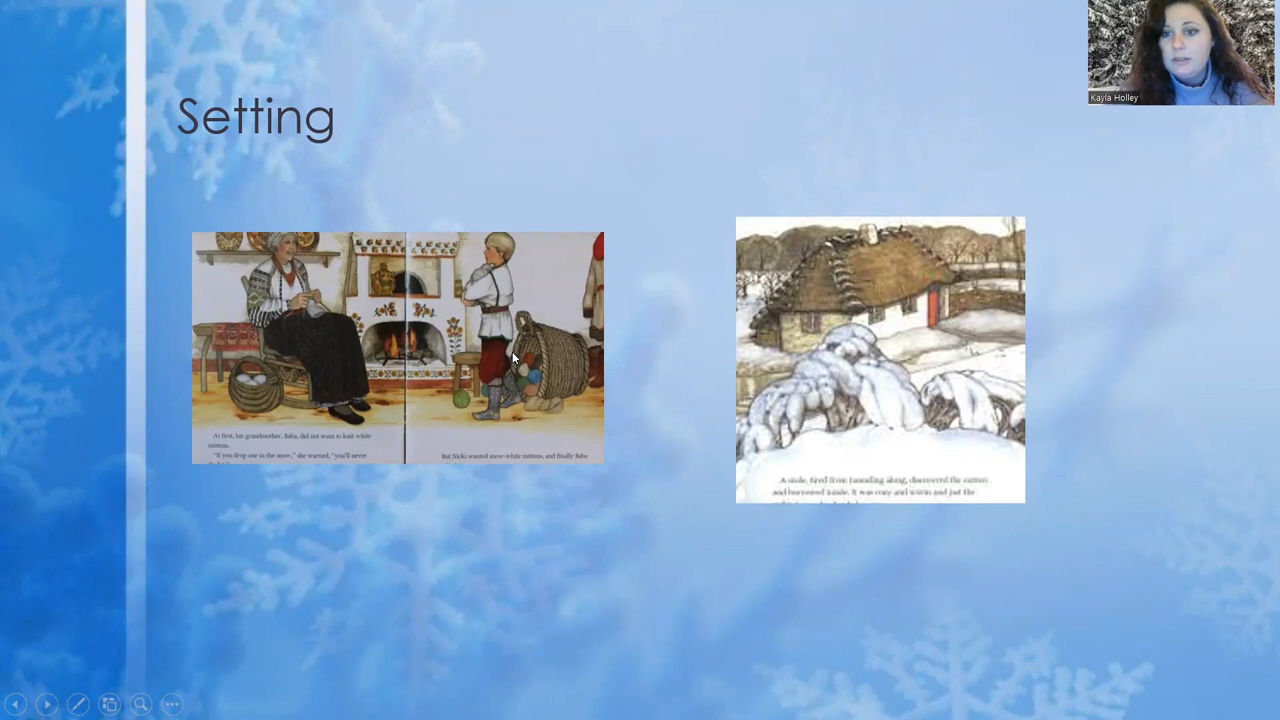 Kayla Holley
Setting
At first, his grandmother, Baba, did not want to knit white
mittens.
"If you drop one in the snow," she warned, "you'll never
But Nicki wanted snow-white mittens, and finally Baba
A mole, tired from tunneling along, discovered the mitten
and burrowed inside. It was cozy and warm and just the